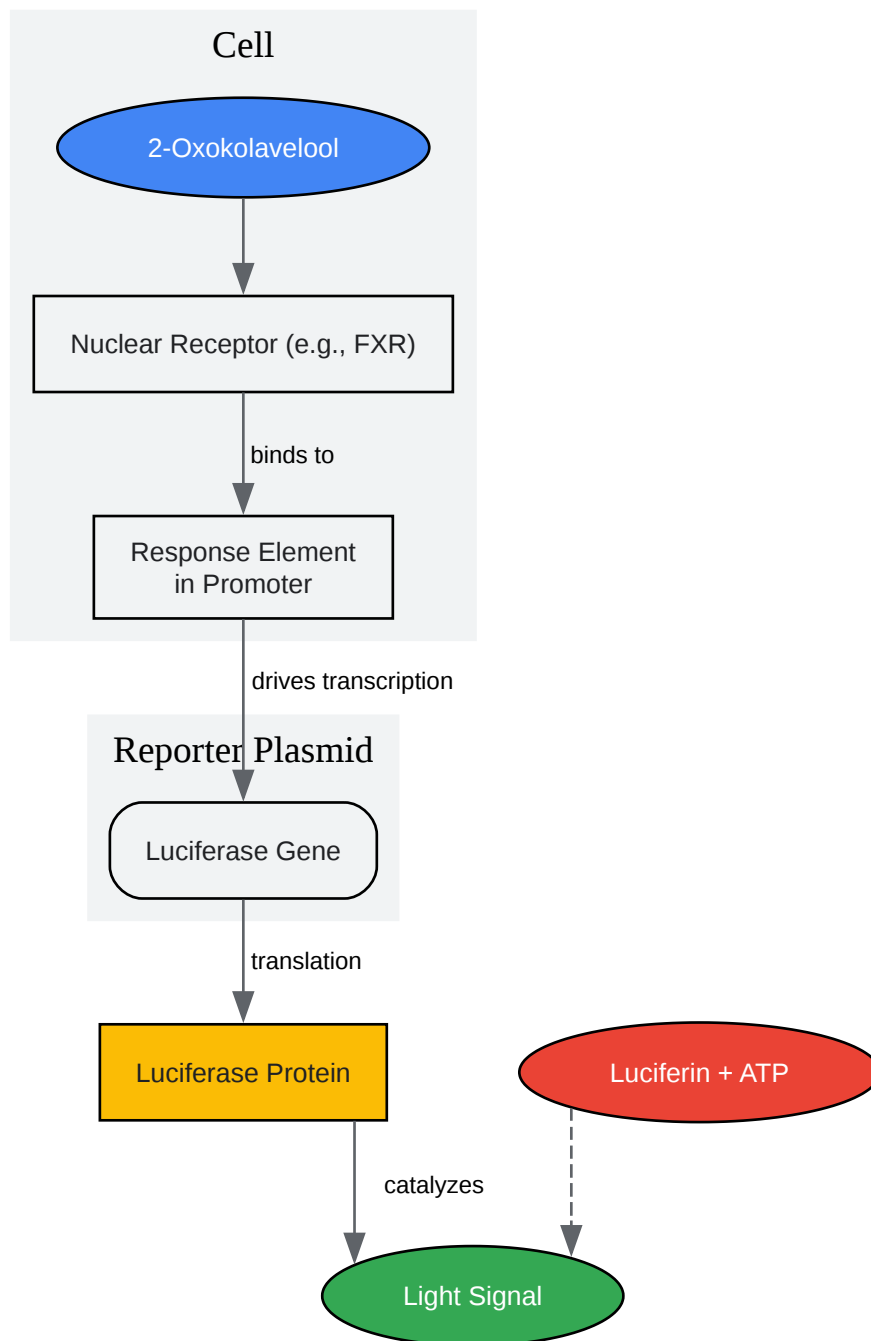 Cell
2-Oxokolavelool
Nuclear Receptor (e.g., FXR)
binds to
Response Element
in Promoter
drives transcription
Reporter Plasmid
Luciferase Gene
translation
Luciferase Protein
Luciferin + ATP
catalyzes
Light Signal